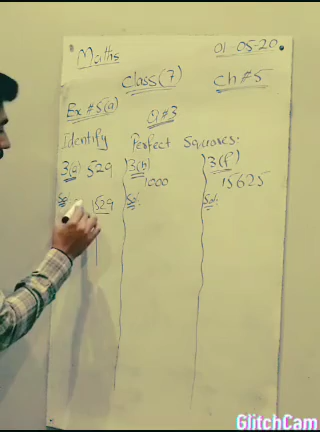 Maths 01-05-20.
Class(7) Ch#5
Ex #5(a) Q#3
Identify Perfect Squares:
3(a) 529 3(b) 1000 3(f) 15625
Sol: Sol: Sol:
529
GlitchCam